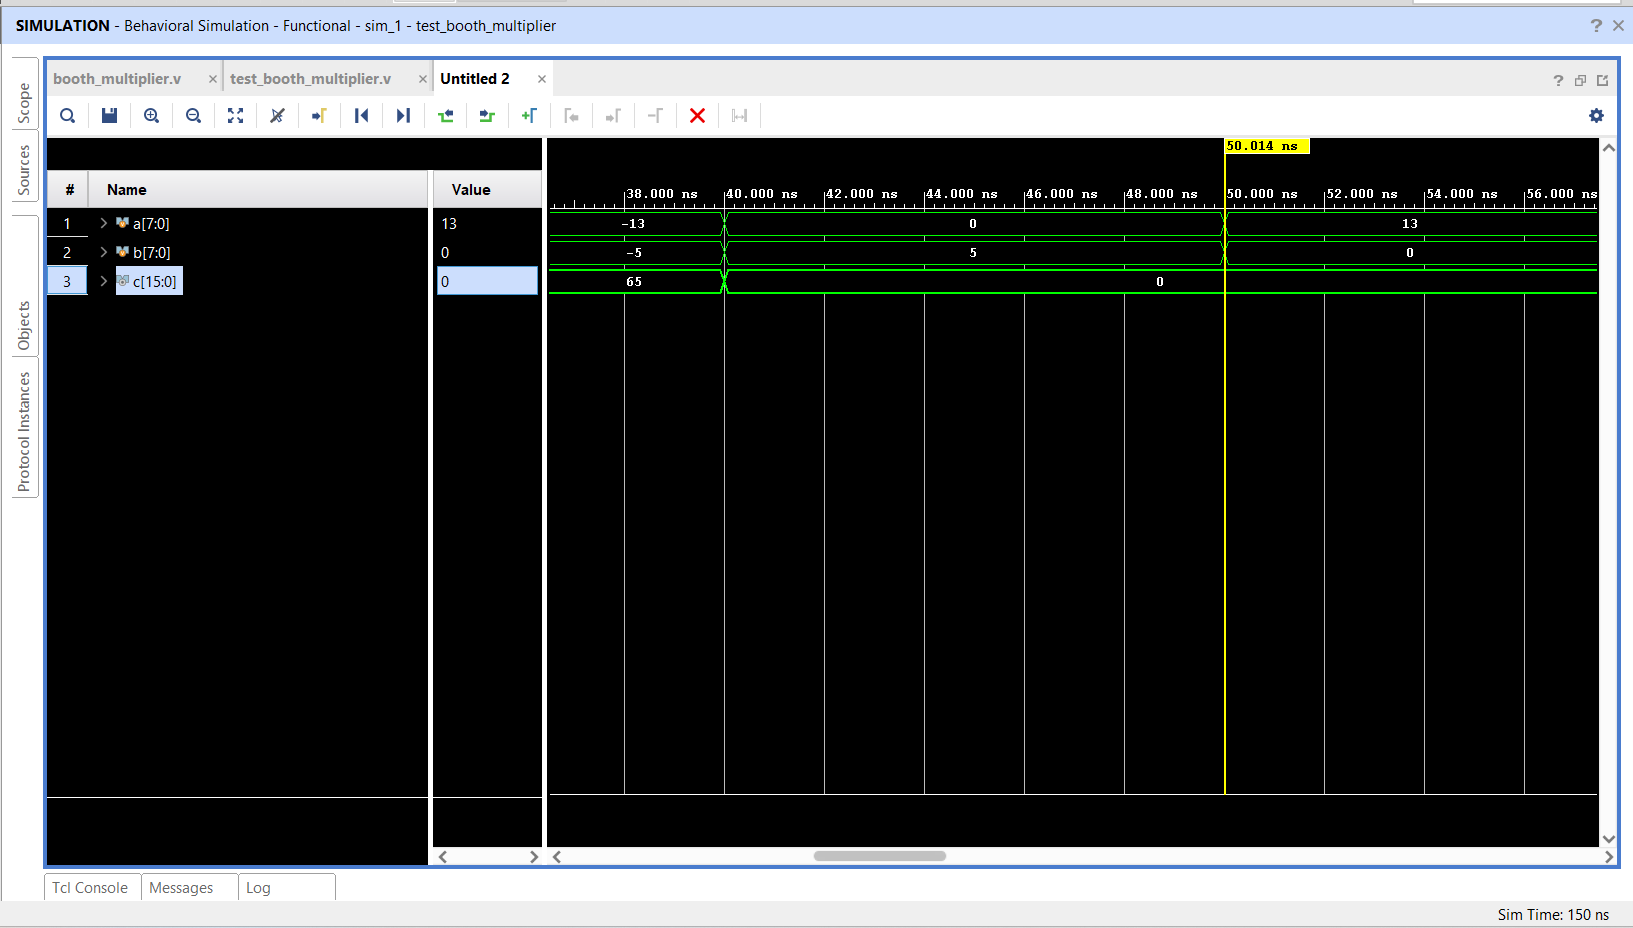 SIMULATION - Behavioral Simulation - Functional - sim_1 - test_booth_multiplier
Scope
Sources
Objects
Protocol Instances
booth_multiplier.v
test_booth_multiplier.v
Untitled 2
50.014 ns
# Name Value
38.000 ns 40.000 ns 42.000 ns 44.000 ns 46.000 ns 48.000 ns 50.000 ns 52.000 ns 54.000 ns 56.000 ns
1 a[7:0] 13 -13 0 13
2 b[7:0] 0 -5 5 0
3 c[15:0] 0 65 0
Tcl Console Messages Log
Sim Time: 150 ns